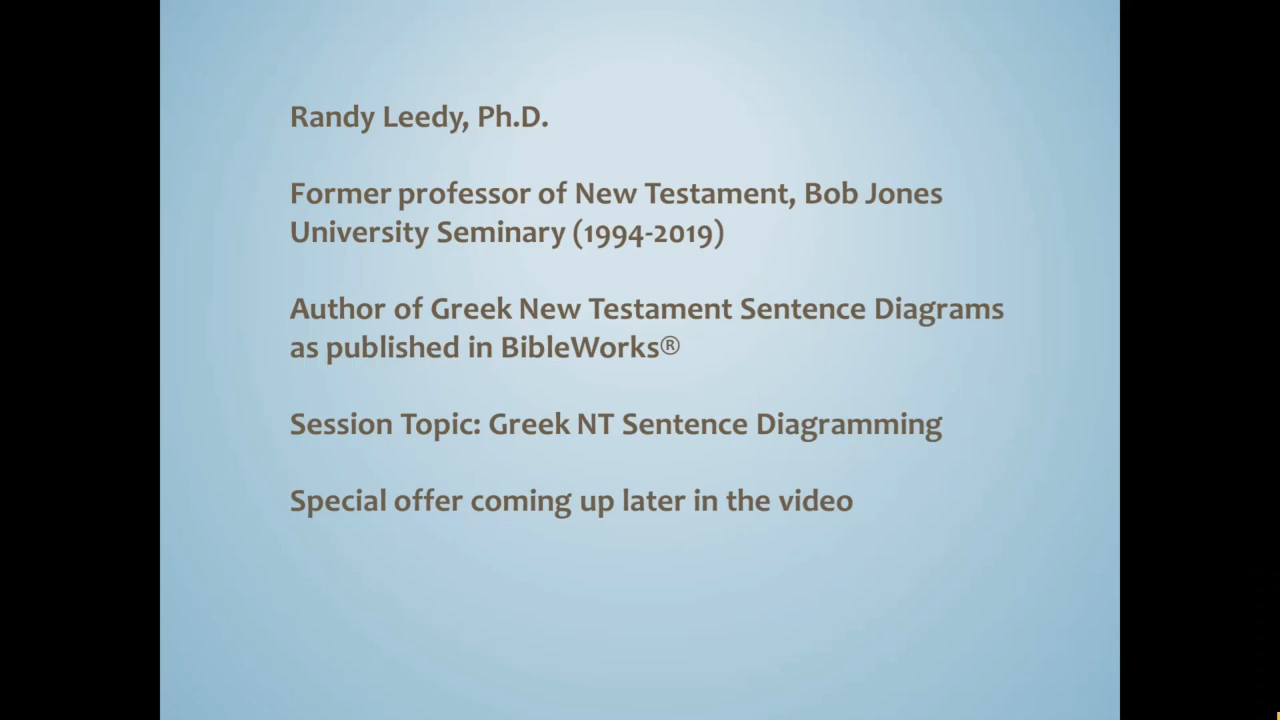 Randy Leedy, Ph.D.
Former professor of New Testament, Bob Jones
University Seminary (1994-2019)
Author of Greek New Testament Sentence Diagrams
as published in BibleWorks®
Session Topic: Greek NT Sentence Diagramming
Special offer coming up later in the video